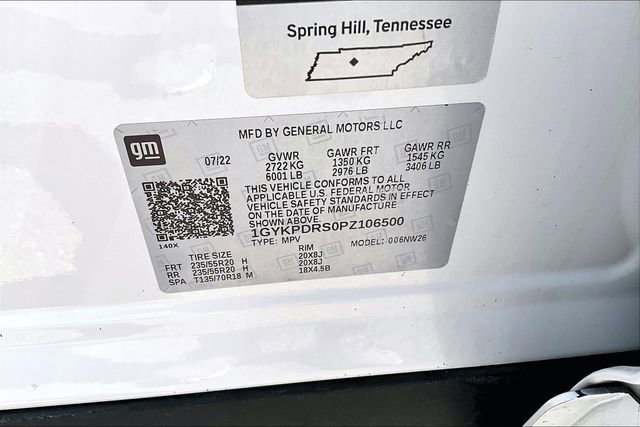 Spring Hill, Tennessee
MFD BY GENERAL MOTORS LLC
gm
07/22 GVWR GAWR FRT GAWR RR
2722 KG 1350 KG 1545 KG
6001 LB 2976 LB 3406 LB
THIS VEHICLE CONFORMS TO ALL
APPLICABLE U.S. FEDERAL MOTOR
VEHICLE SAFETY STANDARDS IN EFFECT
ON THE DATE OF MANUFACTURE
1GYKPDRS0PZ106500
140X
TYPE: MPV MODEL: 006NW26
TIRE SIZE RIM
FRT 235/55R20 H 20X8J
RR 235/55R20 H 20X8J
SPA T135/70R18 M 18X4.5B